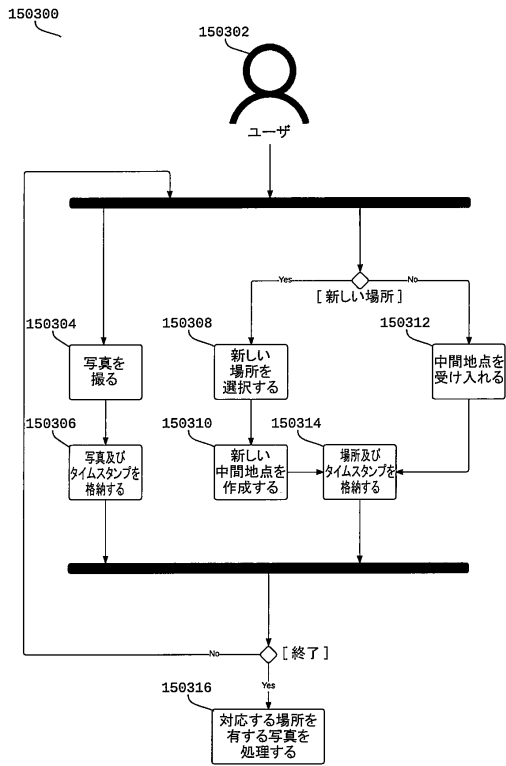 150300
150302
ユーザ
Yes
No
[ 新しい場所 ]
150304
写真を
撮る
150308
新しい
場所を
選択する
150312
中間地点を
受け入れる
150306
写真及び
タイムスタンプを
格納する
150310
新しい
中間地点を
作成する
150314
場所及び
タイムスタンプを
格納する
No
[ 終了 ]
Yes
150316
対応する場所を
有する写真を
処理する